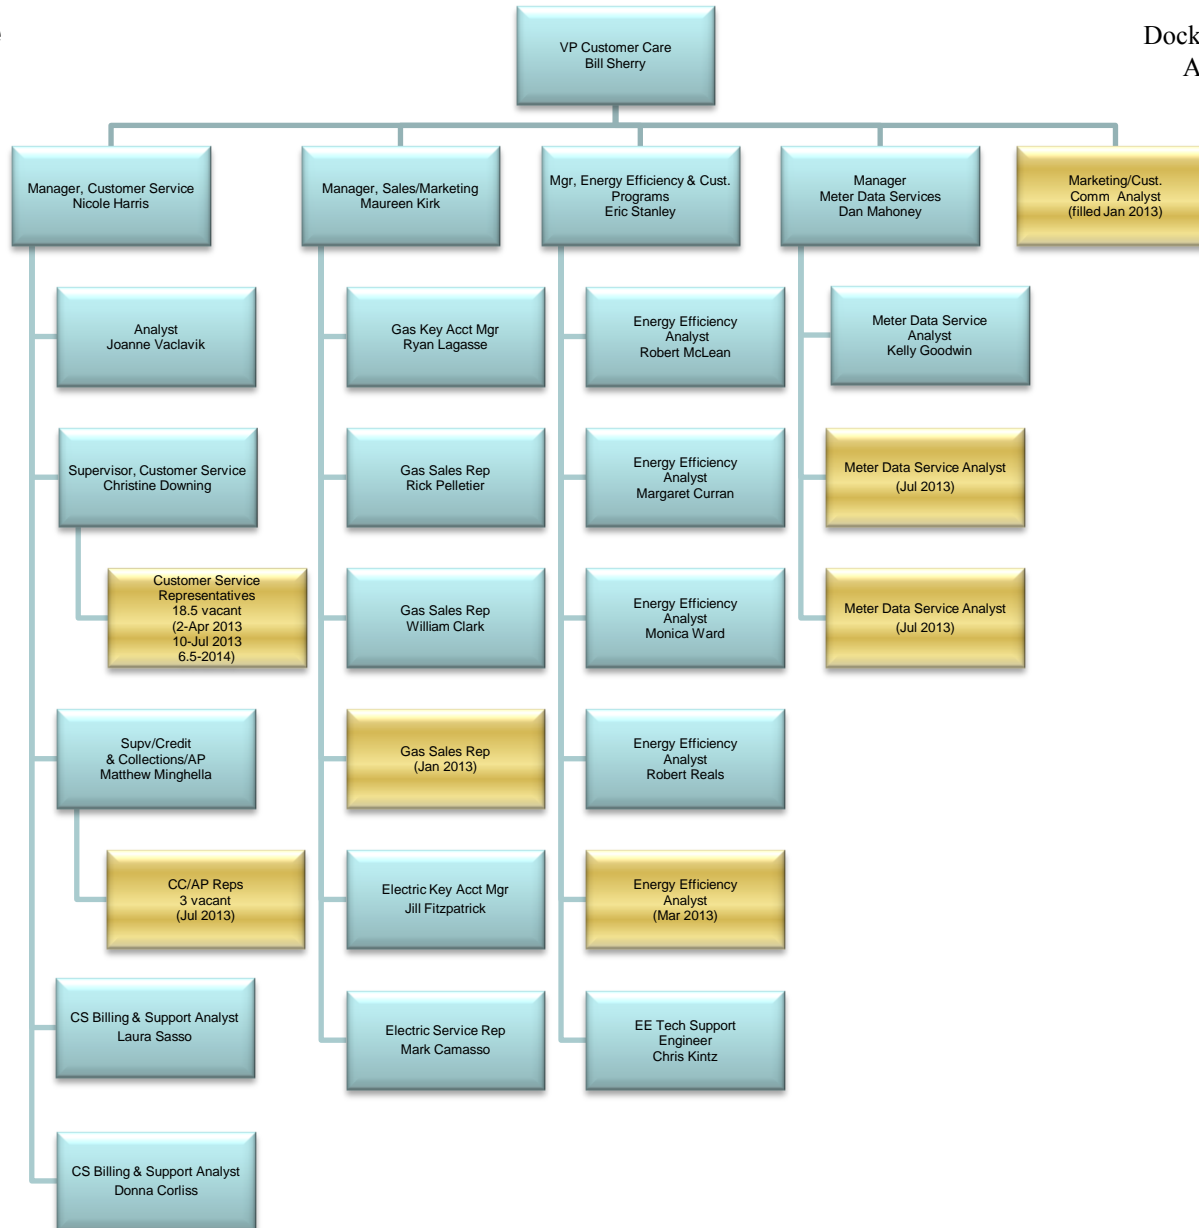 Dock
A
VP Customer Care
Bill Sherry
Manager, Customer Service
Nicole Harris
Manager, Sales/Marketing
Maureen Kirk
Mgr, Energy Efficiency & Cust.
Programs
Eric Stanley
Manager
Meter Data Services
Dan Mahoney
Marketing/Cust.
Comm Analyst
(filled Jan 2013)
Analyst
Joanne Vaclavik
Gas Key Acct Mgr
Ryan Lagasse
Energy Efficiency
Analyst
Robert McLean
Meter Data Service
Analyst
Kelly Goodwin
Supervisor, Customer Service
Christine Downing
Gas Sales Rep
Rick Pelletier
Energy Efficiency
Analyst
Margaret Curran
Meter Data Service Analyst
(Jul 2013)
Customer Service
Representatives
18.5 vacant
(2-Apr 2013
10-Jul 2013
6.5-2014)
Gas Sales Rep
William Clark
Energy Efficiency
Analyst
Monica Ward
Meter Data Service Analyst
(Jul 2013)
Supv/Credit
& Collections/AP
Matthew Minghella
Gas Sales Rep
(Jan 2013)
Energy Efficiency
Analyst
Robert Reals
CC/AP Reps
3 vacant
(Jul 2013)
Electric Key Acct Mgr
Jill Fitzpatrick
Energy Efficiency
Analyst
(Mar 2013)
CS Billing & Support Analyst
Laura Sasso
Electric Service Rep
Mark Camasso
EE Tech Support
Engineer
Chris Kintz
CS Billing & Support Analyst
Donna Corliss